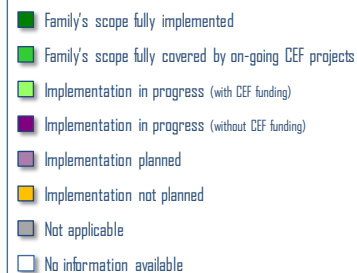 Family's scope fully implemented
Family's scope fully covered by on-going CEF projects
Implementation in progress (with CEF funding)
Implementation in progress (without CEF funding)
Implementation planned
Implementation not planned
Not applicable
No information available